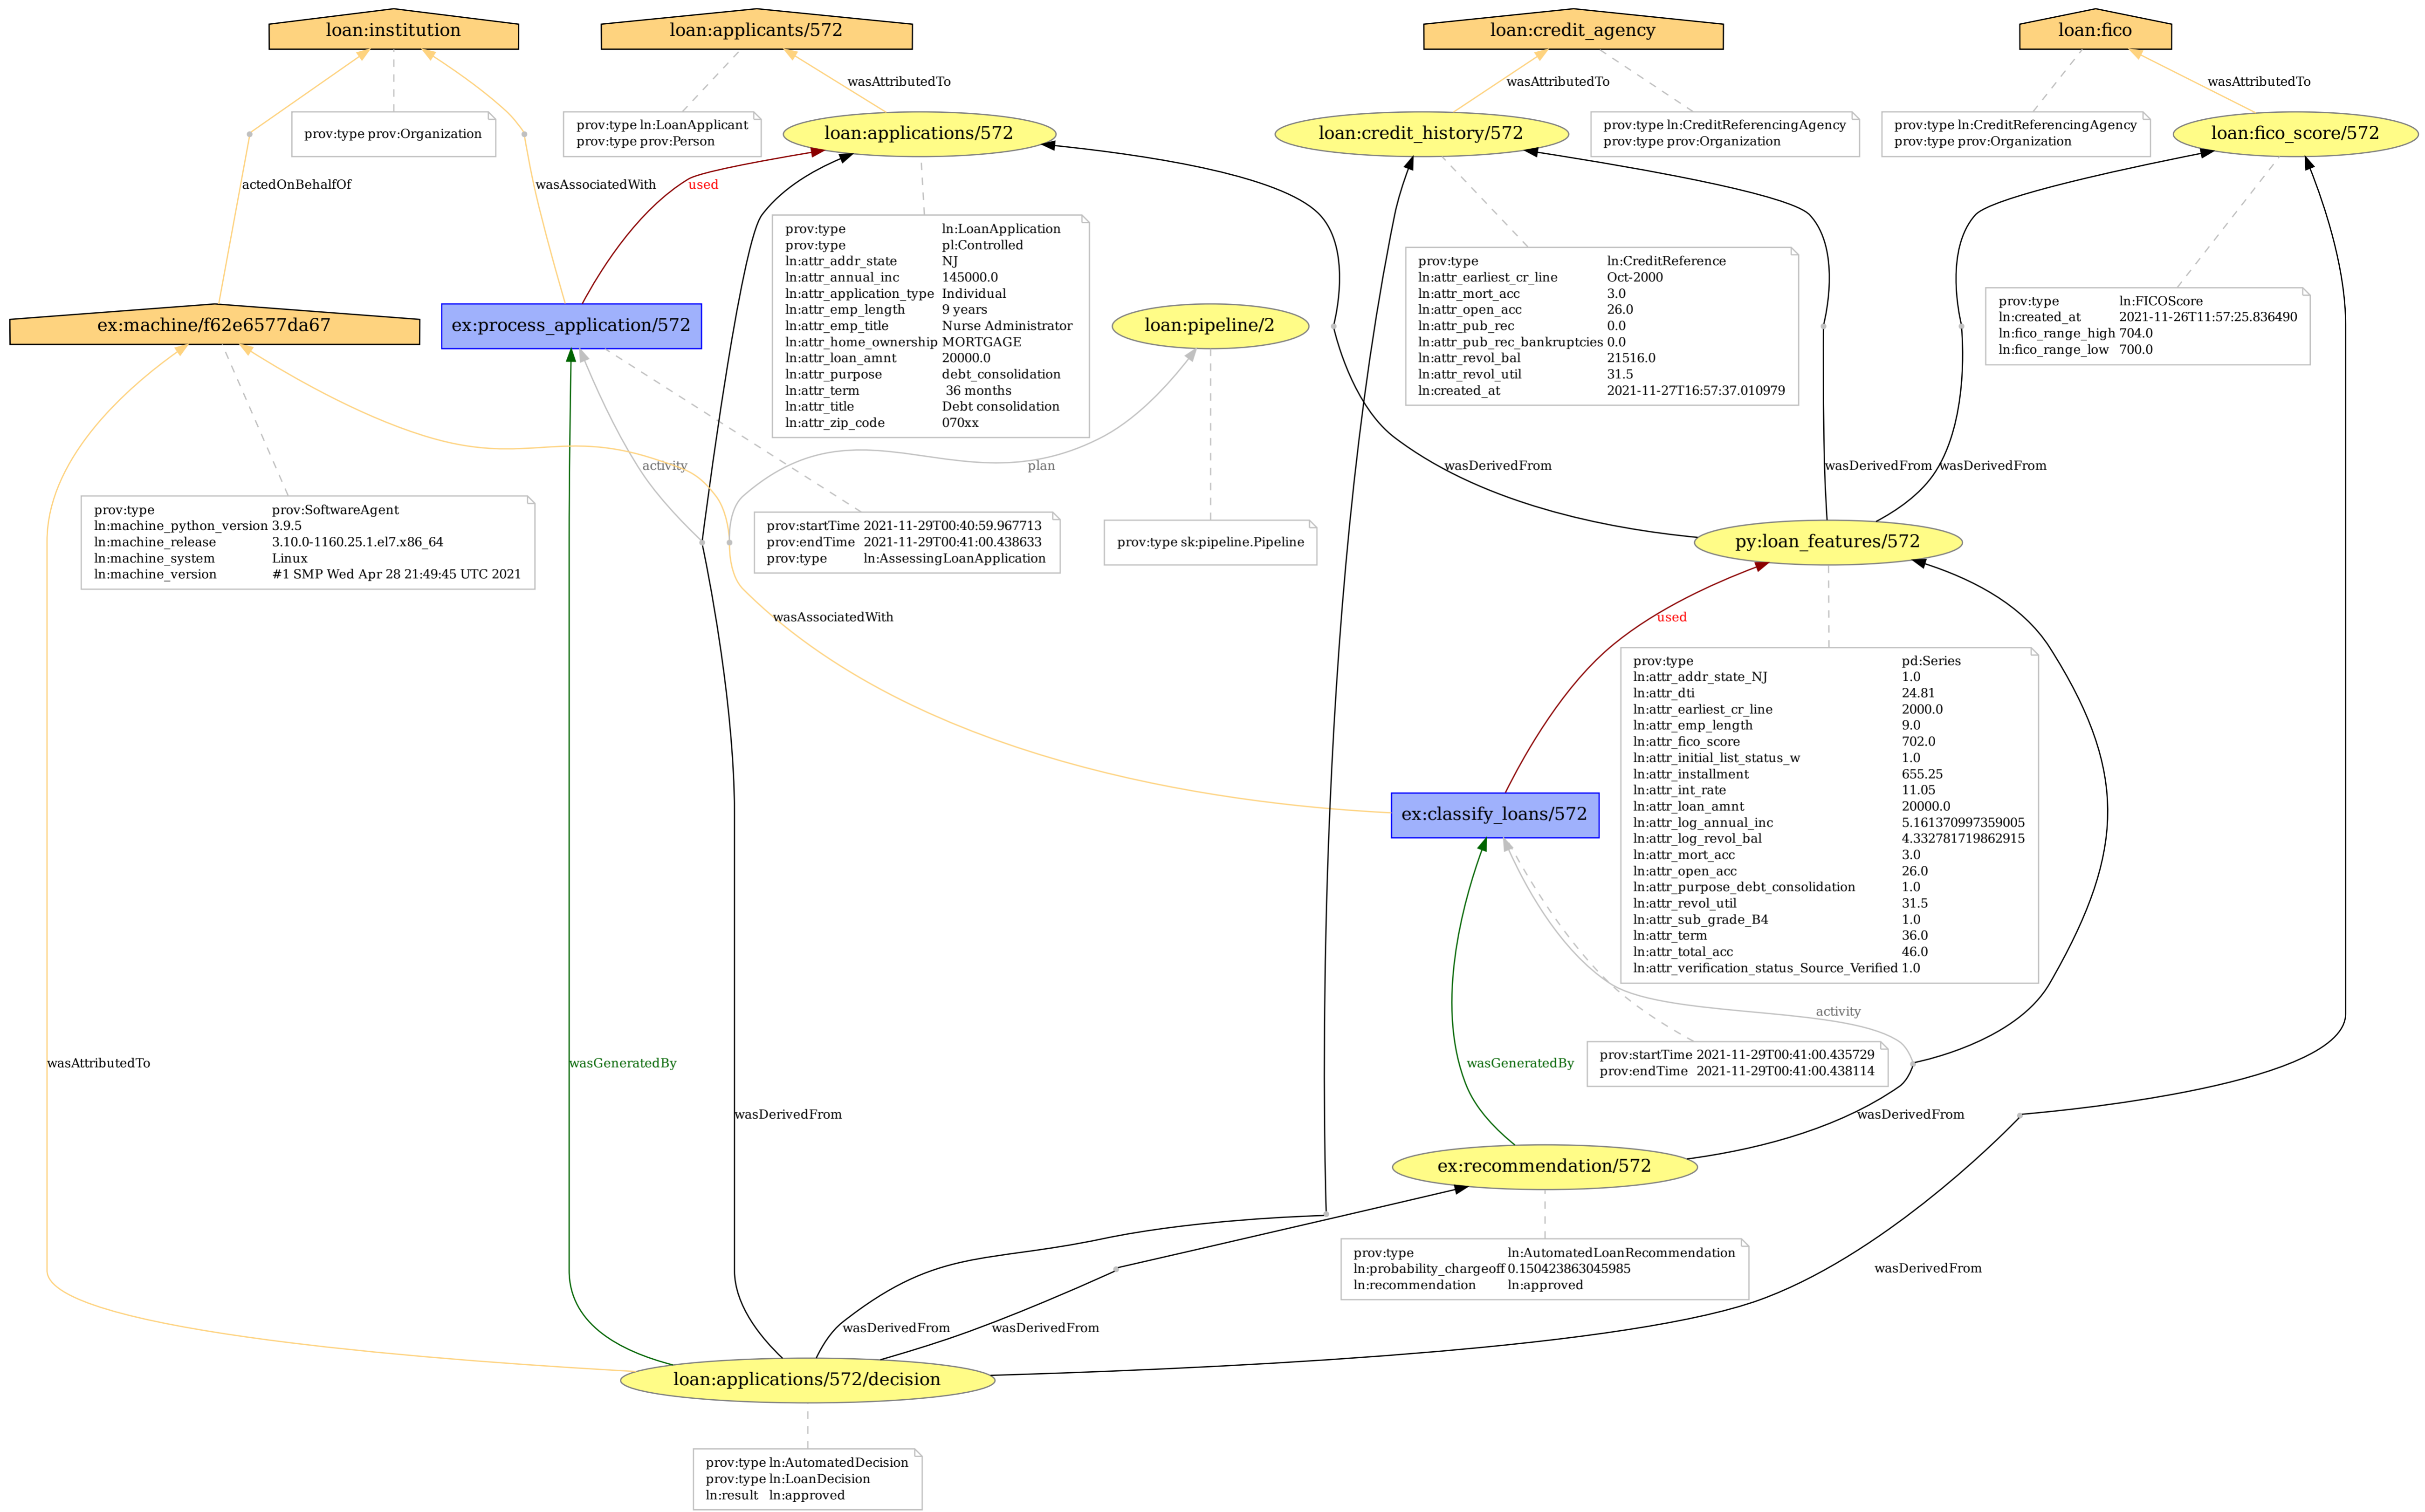 loan:institution
loan:applicants/572
loan:credit_agency
loan:fico
wasAttributedTo
wasAttributedTo
wasAttributedTo
prov:type prov:Organization
prov:type ln:LoanApplicant
prov:type prov:Person
loan:applications/572
loan:credit_history/572
prov:type ln:CreditReferencingAgency
prov:type prov:Organization
prov:type ln:CreditReferencingAgency
prov:type prov:Organization
loan:fico_score/572
actedOnBehalfOf
wasAssociatedWith
used
prov:type ln:LoanApplication
prov:type pl:Controlled
ln:attr_addr_state NJ
ln:attr_annual_inc 145000.0
ln:attr_application_type Individual
ln:attr_emp_length 9 years
ln:attr_emp_title Nurse Administrator
ln:attr_home_ownership MORTGAGE
ln:attr_loan_amnt 20000.0
ln:attr_purpose debt_consolidation
ln:attr_term 36 months
ln:attr_title Debt consolidation
ln:attr_zip_code 070xx
prov:type ln:CreditReference
ln:attr_earliest_cr_line Oct-2000
ln:attr_mort_acc 3.0
ln:attr_open_acc 26.0
ln:attr_pub_rec 0.0
ln:attr_pub_rec_bankruptcies 0.0
ln:attr_revol_bal 21516.0
ln:attr_revol_util 31.5
ln:created_at 2021-11-27T16:57:37.010979
prov:type ln:FICOScore
ln:created_at 2021-11-26T11:57:25.836490
ln:fico_range_high 704.0
ln:fico_range_low 700.0
ex:machine/f62e6577da67
ex:process_application/572
loan:pipeline/2
activity
plan
wasDerivedFrom
wasDerivedFrom
wasDerivedFrom
prov:type prov:SoftwareAgent
ln:machine_python_version 3.9.5
ln:machine_release 3.10.0-1160.25.1.el7.x86_64
ln:machine_system Linux
ln:machine_version #1 SMP Wed Apr 28 21:49:45 UTC 2021
prov:startTime 2021-11-29T00:40:59.967713
prov:endTime 2021-11-29T00:41:00.438633
prov:type ln:AssessingLoanApplication
prov:type sk:pipeline.Pipeline
py:loan_features/572
wasAssociatedWith
used
prov:type pd:Series
ln:attr_addr_state_NJ 1.0
ln:attr_dti 24.81
ln:attr_earliest_cr_line 2000.0
ln:attr_emp_length 9.0
ln:attr_fico_score 702.0
ln:attr_initial_list_status_w 1.0
ln:attr_installment 655.25
ln:attr_int_rate 11.05
ln:attr_loan_amnt 20000.0
ln:attr_log_annual_inc 5.161370997359005
ln:attr_log_revol_bal 4.332781719862915
ln:attr_mort_acc 3.0
ln:attr_open_acc 26.0
ln:attr_purpose_debt_consolidation 1.0
ln:attr_revol_util 31.5
ln:attr_sub_grade_B4 1.0
ln:attr_term 36.0
ln:attr_total_acc 46.0
ln:attr_verification_status_Source_Verified 1.0
ex:classify_loans/572
activity
wasAttributedTo
wasGeneratedBy
wasGeneratedBy
prov:startTime 2021-11-29T00:41:00.435729
prov:endTime 2021-11-29T00:41:00.438114
wasDerivedFrom
wasDerivedFrom
ex:recommendation/572
prov:type ln:AutomatedLoanRecommendation
ln:probability_chargeoff 0.150423863045985
ln:recommendation ln:approved
wasDerivedFrom
wasDerivedFrom
wasDerivedFrom
loan:applications/572/decision
prov:type ln:AutomatedDecision
prov:type ln:LoanDecision
ln:result ln:approved